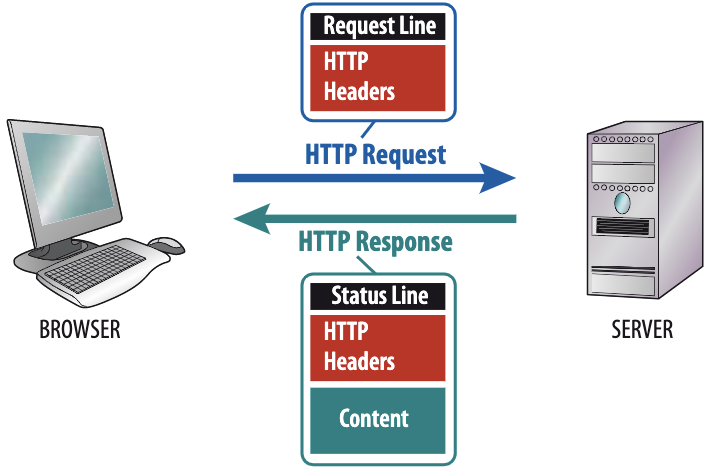 Request Line
HTTP
Headers
HTTP Request
HTTP Response
Status Line
HTTP
Headers
Content
BROWSER
SERVER